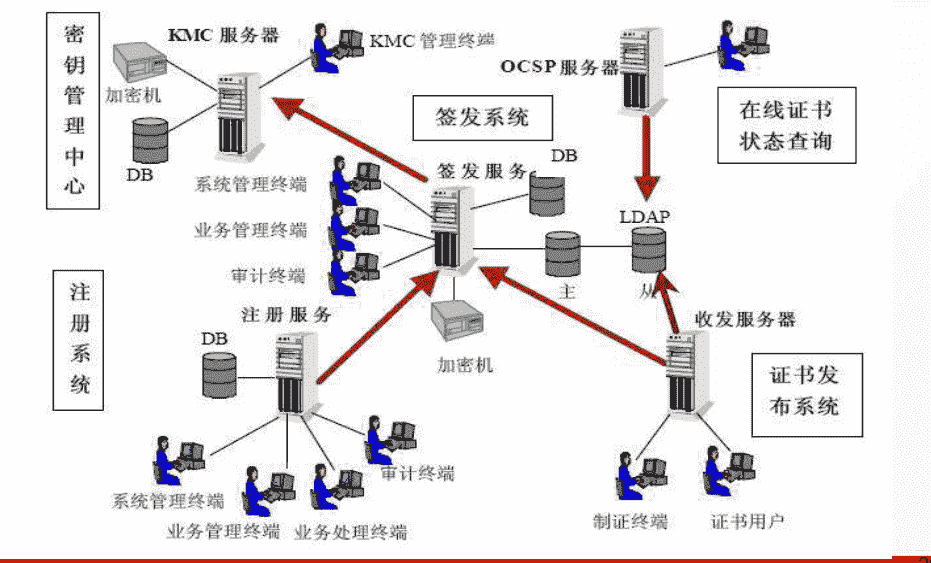 密
钥
管
理
中
心
KMC 服务器
KMC 管理终端
加密机
DB
OCSP 服务器
在线证书
状态查询
签发系统
签发服务
DB
系统管理终端
业务管理终端
审计终端
LDAP
主
从
加密机
注
册
系
统
注册服务
DB
收发服务器
证书发
布系统
系统管理终端
业务管理终端
业务处理终端
审计终端
制证终端
证书用户